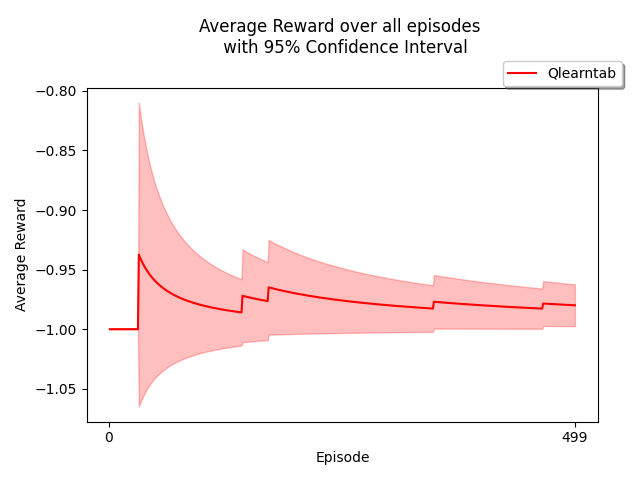 Average Reward over all episodes
with 95% Confidence Interval
Qlearntab
−0.80
−0.85
−0.90
−0.95
−1.00
−1.05
Average Reward
0
499
Episode